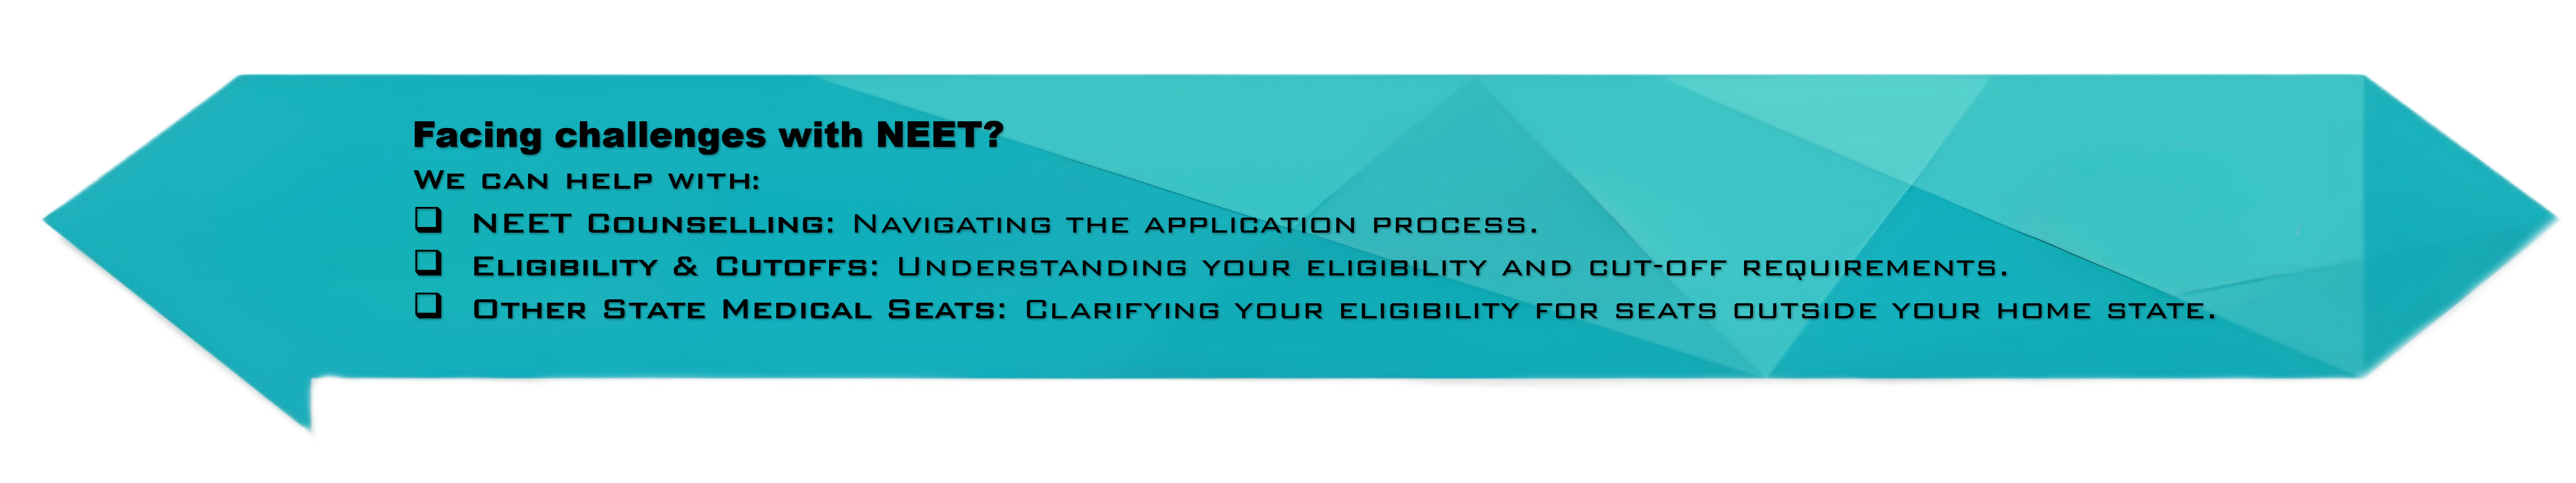 Facing challenges with NEET?
We can help with:
❑ NEET Counselling: Navigating the application process.
❑ Eligibility & Cutoffs: Understanding your eligibility and cut-off requirements.
❑ Other State Medical Seats: Clarifying your eligibility for seats outside your home state.